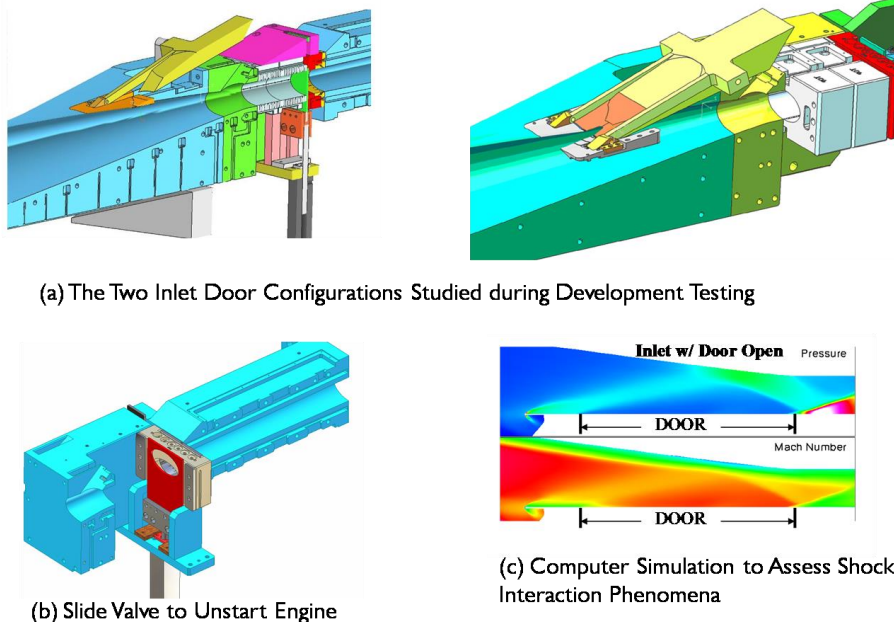 (a) The Two Inlet Door Configurations Studied during Development Testing
Inlet w/ Door Open
Pressure
DOOR
Mach Number
DOOR
(b) Slide Valve to Unstart Engine
(c) Computer Simulation to Assess Shock
Interaction Phenomena